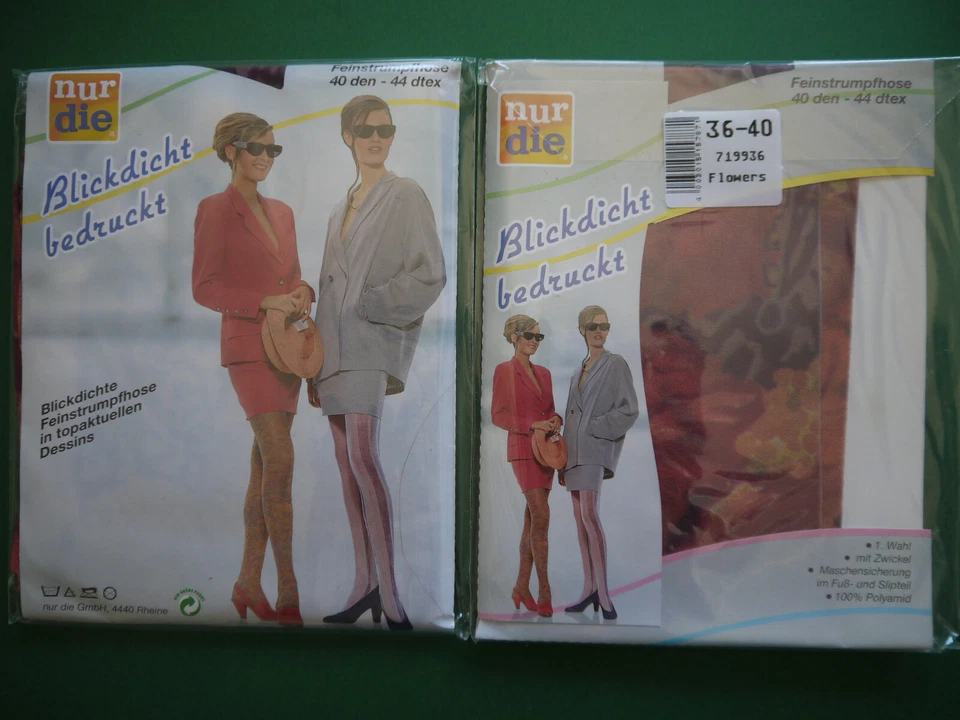 nur
die
Feinstrumpfhose
40 den - 44 dtex
Blickdicht
bedruckt
Blickdichte
Feinstrumpfhose
in topaktuellen
Dessins
nur die GmbH, 4440 Rheine
nur
die
Feinstrumpfhose
40 den - 44 dtex
36-40
719936
Flowers
Blickdicht
bedruckt
• 1. Wahl
• mit Zwickel
• Maschensicherung
im Fuß- und Slipteil
• 100% Polyamid